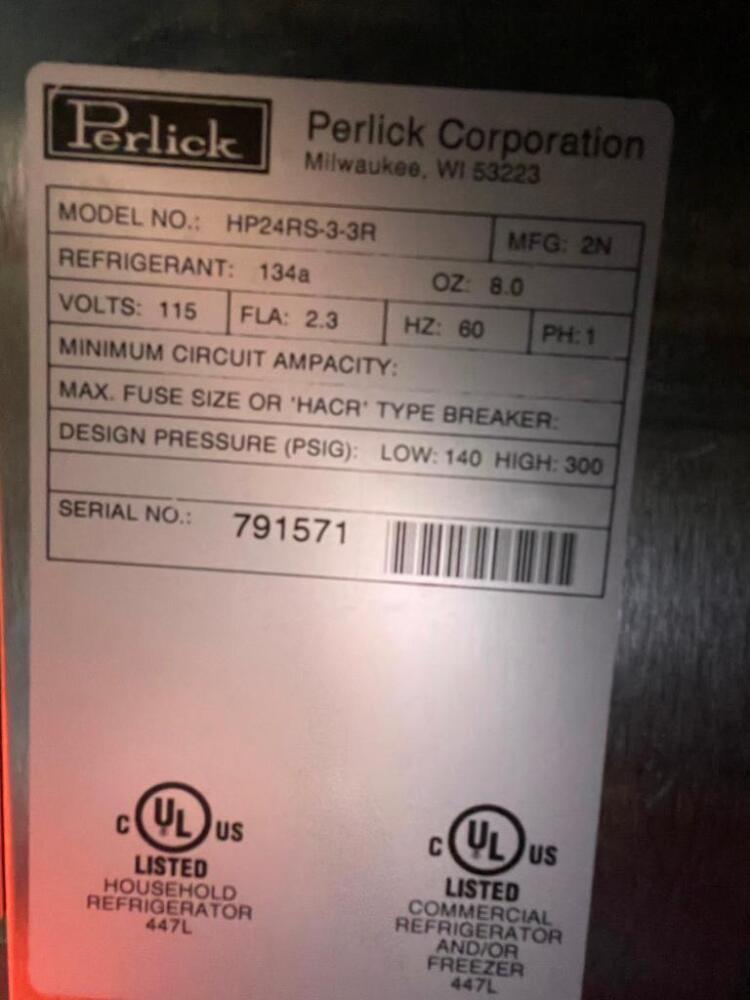 Perlick
Perlick Corporation
Milwaukee, WI 53223
MODEL NO.: HP24RS-3-3R MFG: 2N
REFRIGERANT: 134a OZ: 8.0
VOLTS: 115 FLA: 2.3 HZ: 60 PH: 1
MINIMUM CIRCUIT AMPACITY:
MAX. FUSE SIZE OR 'HACR' TYPE BREAKER:
DESIGN PRESSURE (PSIG): LOW: 140 HIGH: 300
SERIAL NO.: 791571
C UL US
LISTED
HOUSEHOLD
REFRIGERATOR
447L
C UL US
LISTED
COMMERCIAL
REFRIGERATOR
AND/OR
FREEZER
447L